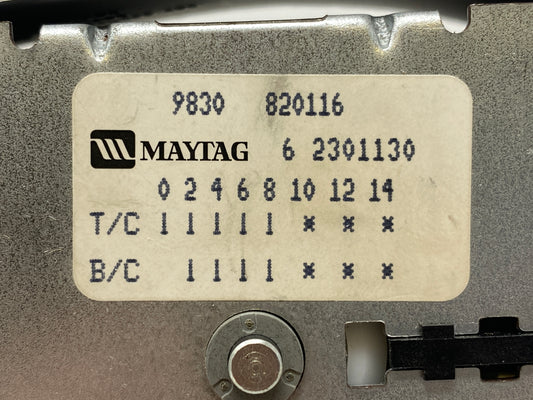 9830 820116
MAYTAG 6 2301130
0 2 4 6 8 10 12 14
T/C 1 1 1 1 1 * * *
B/C 1 1 1 1 * * *